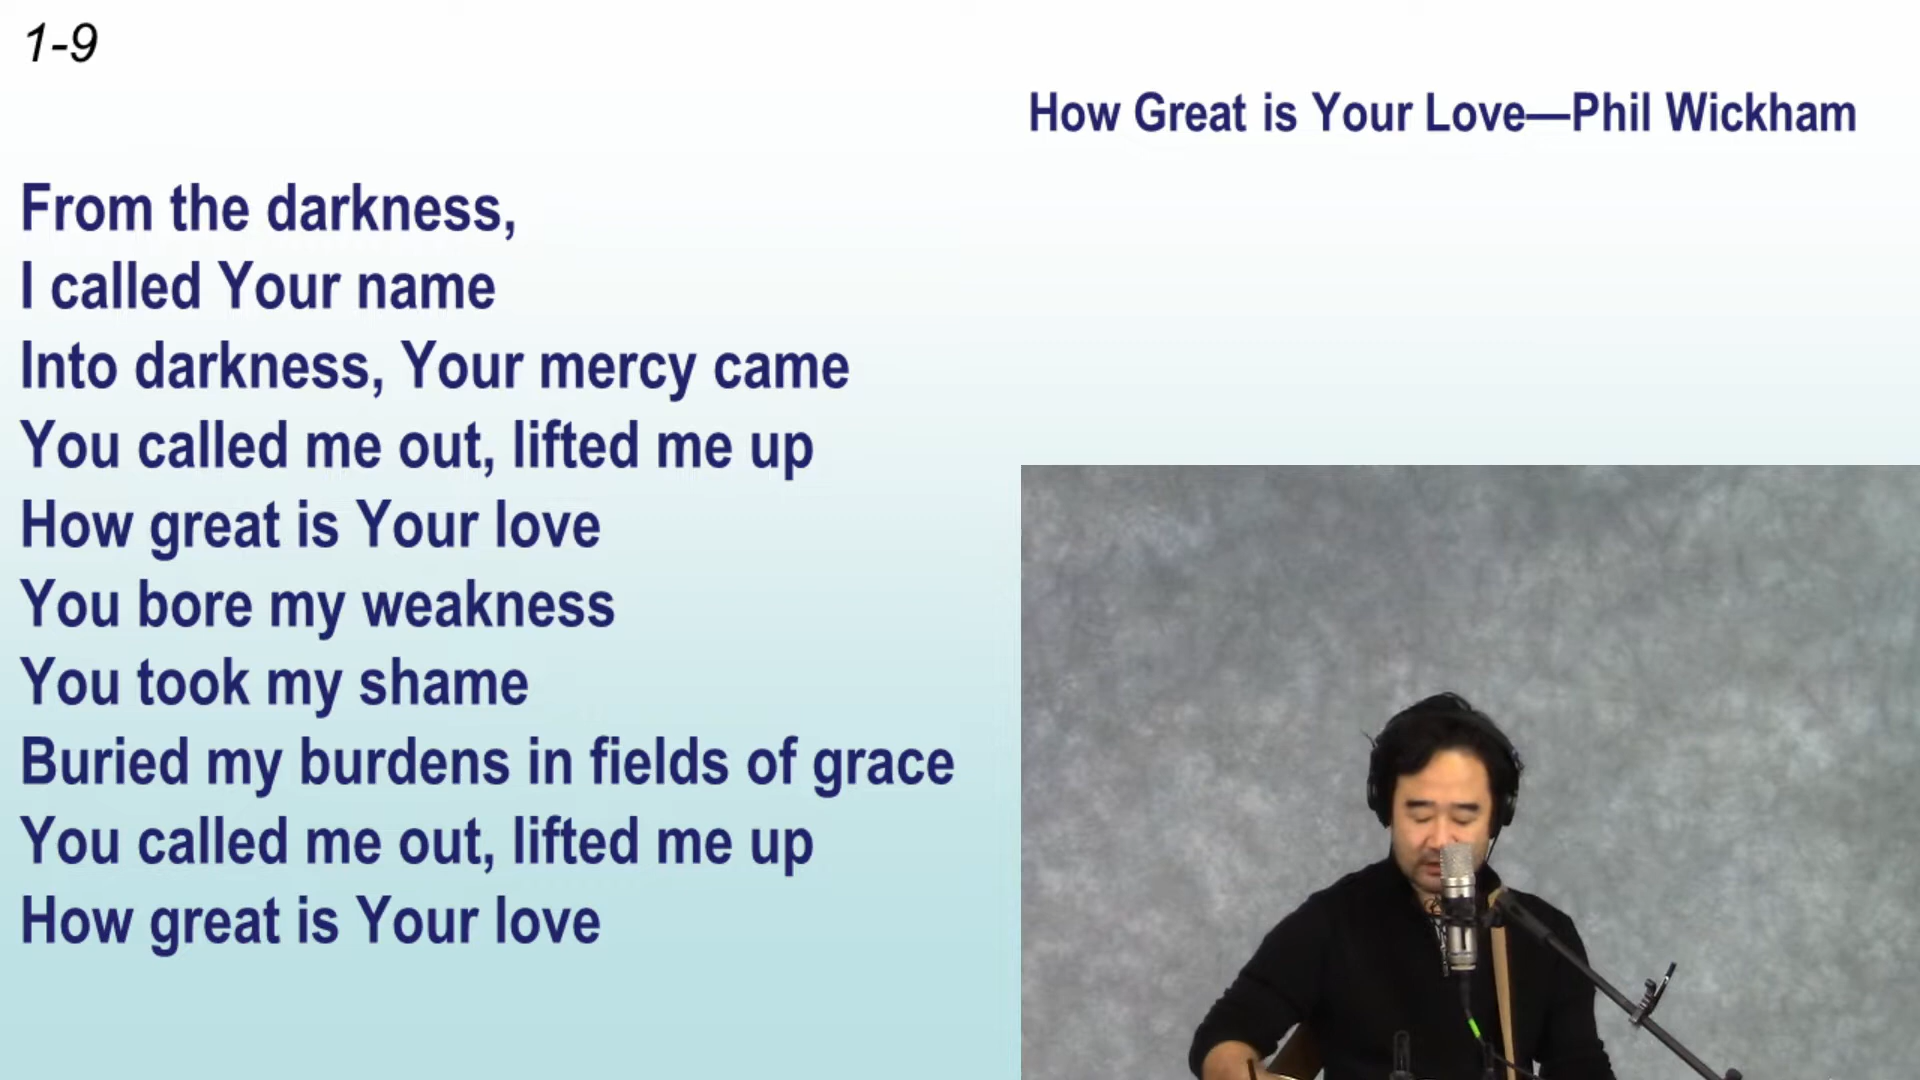 1-9
How Great is Your Love—Phil Wickham
From the darkness,
I called Your name
Into darkness, Your mercy came
You called me out, lifted me up
How great is Your love
You bore my weakness
You took my shame
Buried my burdens in fields of grace
You called me out, lifted me up
How great is Your love